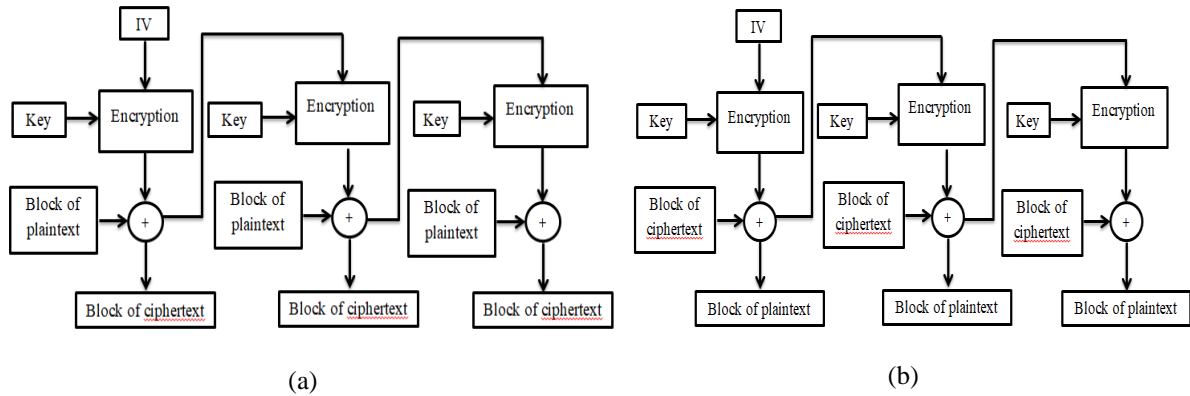 IV
Key
Encryption
Key
Encryption
Key
Encryption
Block of
plaintext
+
Block of
plaintext
+
Block of
plaintext
+
Block of ciphertext
Block of ciphertext
Block of ciphertext
(a)
IV
Key
Encryption
Key
Encryption
Key
Encryption
Block of
ciphertext
+
Block of
ciphertext
+
Block of
ciphertext
+
Block of plaintext
Block of plaintext
Block of plaintext
(b)